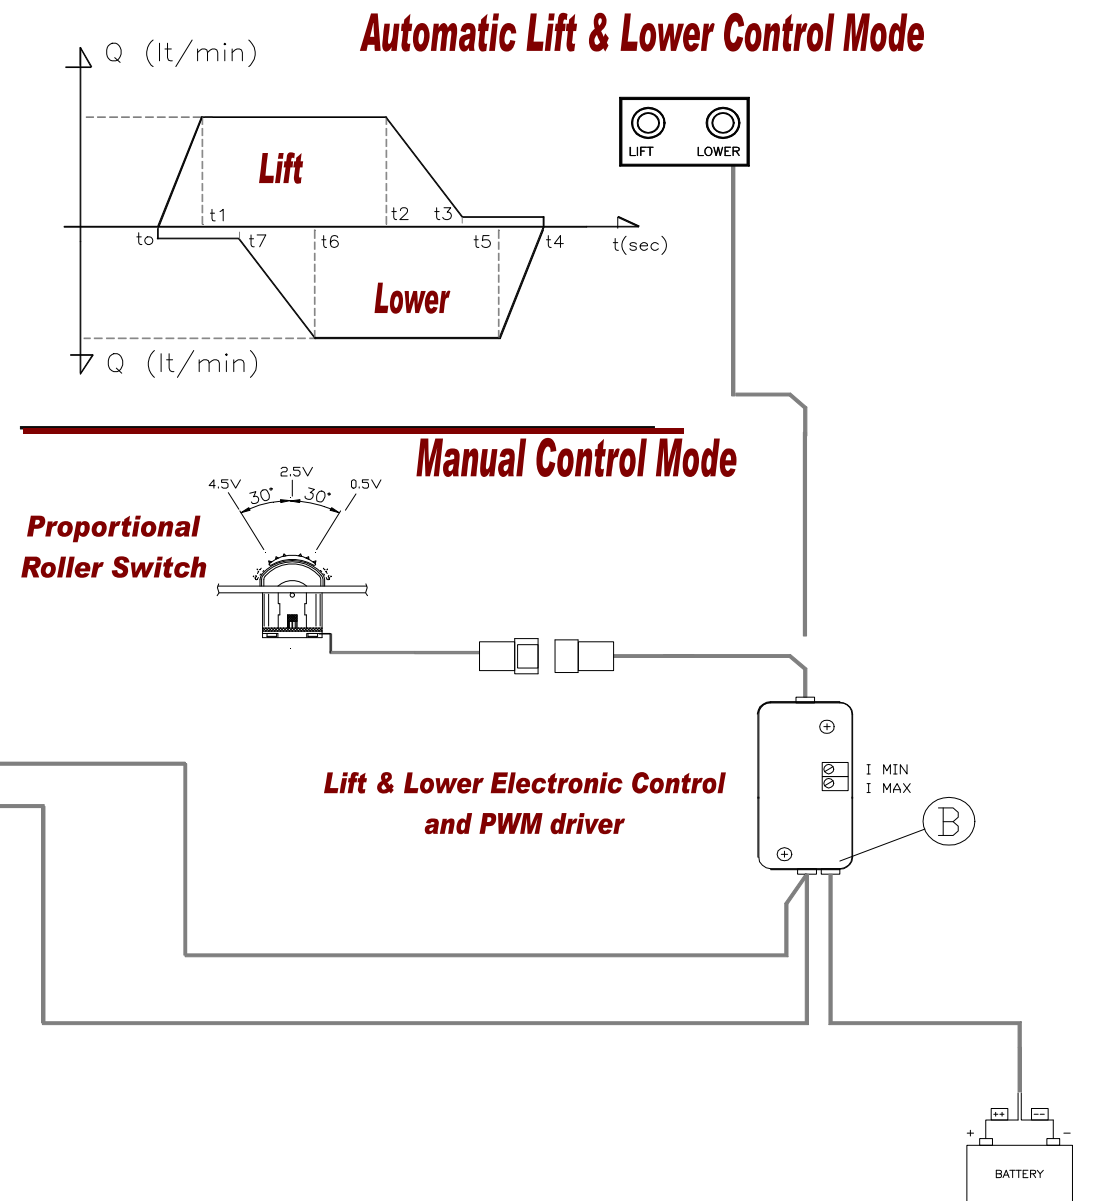 Automatic Lift & Lower Control Mode
Q (lt/min)
LIFT LOWER
Lift
t1 t2 t3
to t7 t6 t5 t4 t(sec)
Lower
Q (lt/min)
Manual Control Mode
2.5V
4.5V 0.5V
30° 30°
Proportional
Roller Switch
Lift & Lower Electronic Control
and PWM driver
I MIN
I MAX
B
++ --
+ -
BATTERY